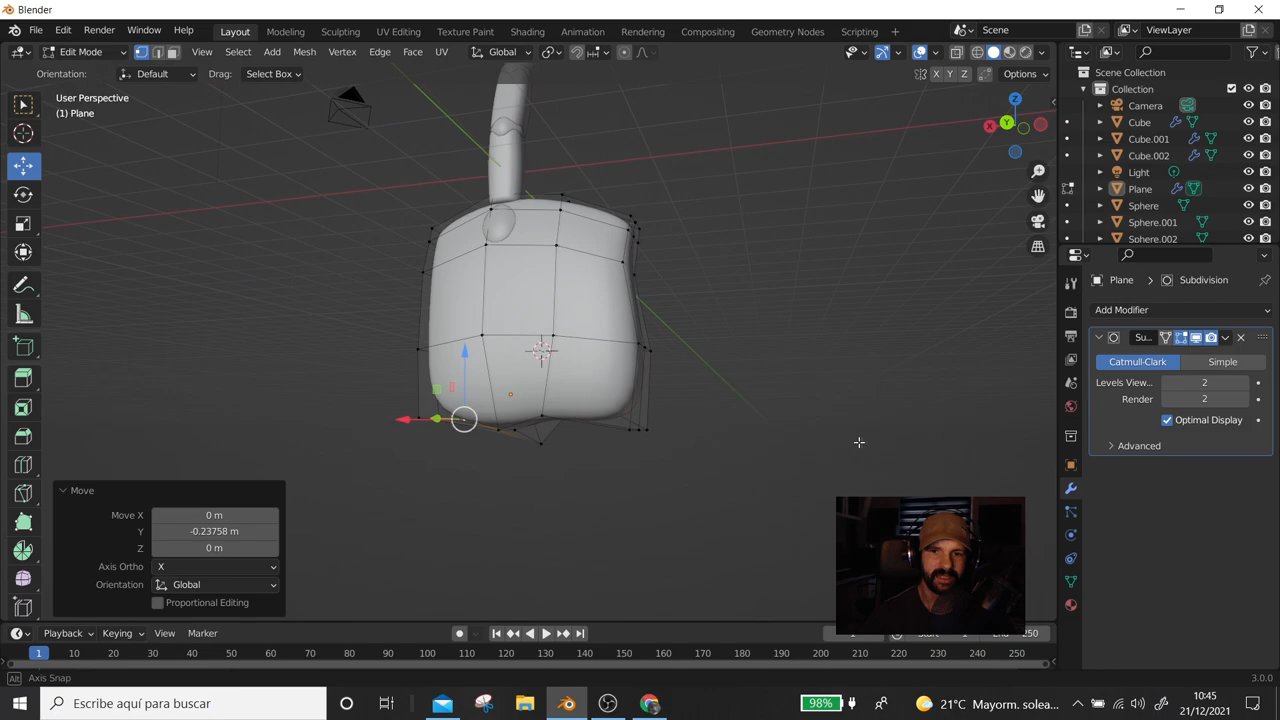 Blender
File Edit Render Window Help Layout Modeling Sculpting UV Editing Texture Paint Shading Animation Rendering Compositing Geometry Nodes Scripting + Scene ViewLayer
Edit Mode View Select Add Mesh Vertex Edge Face UV Global
Orientation: Default Drag: Select Box X Y Z Options
User Perspective
(1) Plane
Z
Y
X
Scene Collection
Collection
Camera
Cube
Cube.001
Cube.002
Light
Plane
Sphere
Sphere.001
Sphere.002
Plane Subdivision
Add Modifier
Su...
Catmull-Clark Simple
Levels View... 2
Render 2
Optimal Display
Advanced
Move
Move X 0 m
Y -0.23758 m
Z 0 m
Axis Ortho X
Orientation Global
Proportional Editing
Playback Keying View Marker 1 Start 1 End 250
1 10 20 30 40 50 60 70 80 90 100 110 120 130 140 150 160 170 180 190 200 210 220 230 240 250
Alt Axis Snap 3.0.0
Escribe aquí para buscar 98% 21°C Mayorm. solea... 10:45
21/12/2021